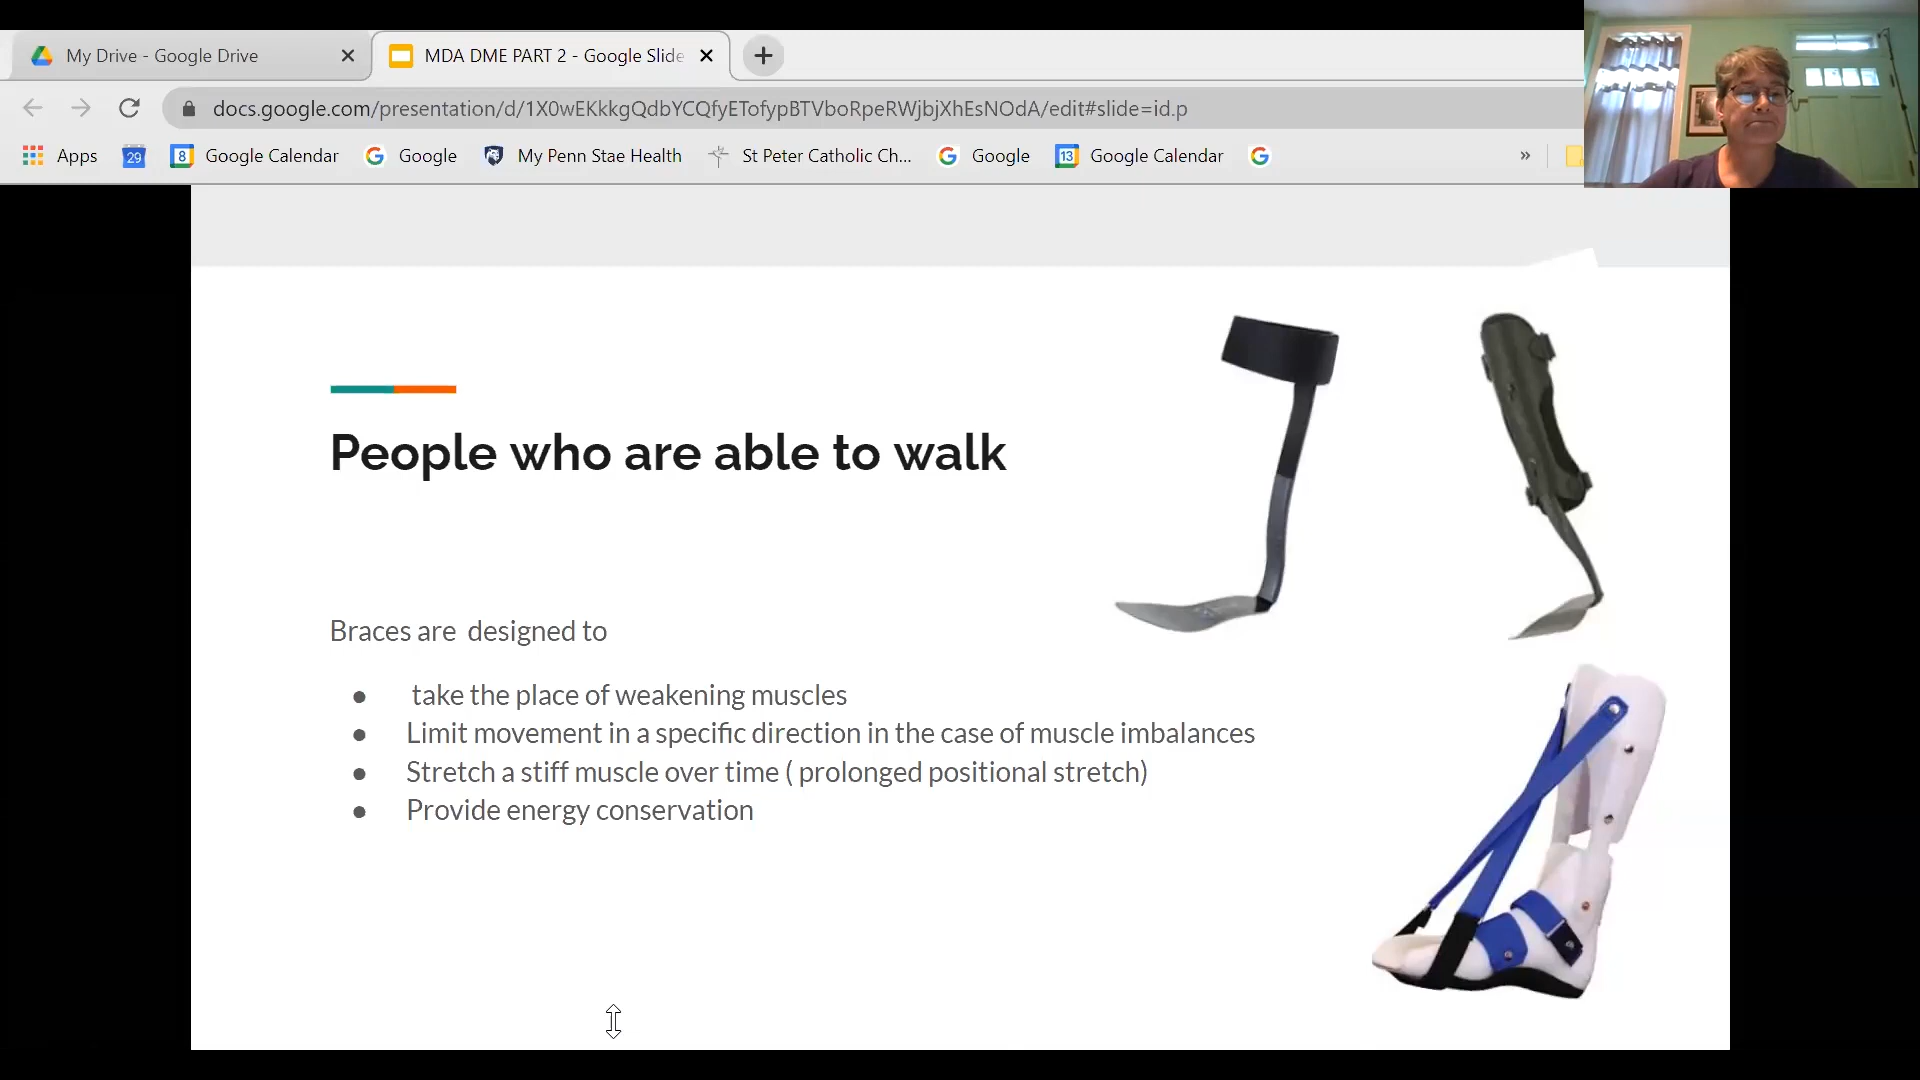 My Drive - Google Drive
MDA DME PART 2 - Google Slide
docs.google.com/presentation/d/1X0wEKkkgQdbYCQfyETofypBTVboRpeRWjbjXhEsNOdA/edit#slide=id.p
Apps 29 8 Google Calendar Google My Penn Stae Health St Peter Catholic Ch... Google 13 Google Calendar »
People who are able to walk
Braces are designed to
● take the place of weakening muscles
● Limit movement in a specific direction in the case of muscle imbalances
● Stretch a stiff muscle over time ( prolonged positional stretch)
● Provide energy conservation